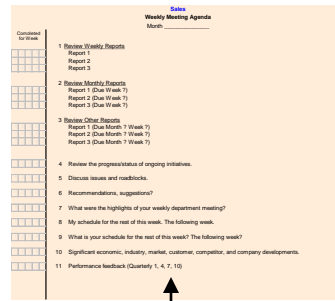 Sales
Weekly Meeting Agenda
Month _______________
Completed
for Week
1 Review Weekly Reports
Report 1
Report 2
Report 3
2 Review Monthly Reports
Report 1 (Due Week ?)
Report 2 (Due Week ?)
Report 3 (Due Week ?)
3 Review Other Reports
Report 1 (Due Month ? Week ?)
Report 2 (Due Month ? Week ?)
Report 3 (Due Month ? Week ?)
4 Review the progress/status of ongoing initiatives.
5 Discuss issues and roadblocks.
6 Recommendations, suggestions?
7 What were the highlights of your weekly department meeting?
8 My schedule for the rest of this week. The following week.
9 What is your schedule for the rest of this week? The following week?
10 Significant economic, industry, market, customer, competitor, and company developments.
11 Performance feedback (Quarterly 1, 4, 7, 10)